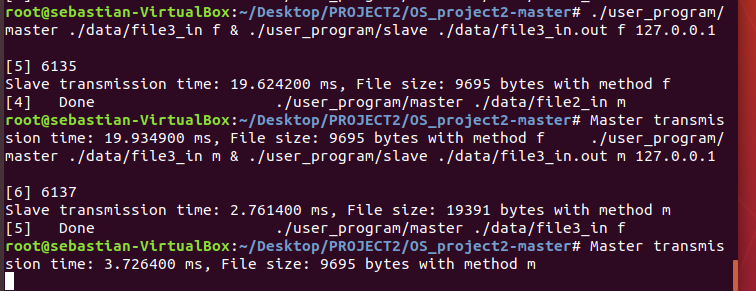 root@sebastian-VirtualBox:~/Desktop/PROJECT2/OS_project2-master# ./user_program/
master ./data/file3_in f & ./user_program/slave ./data/file3_in.out f 127.0.0.1
[5] 6135
Slave transmission time: 19.624200 ms, File size: 9695 bytes with method f
[4]   Done                    ./user_program/master ./data/file2_in m
root@sebastian-VirtualBox:~/Desktop/PROJECT2/OS_project2-master# Master transmis
sion time: 19.934900 ms, File size: 9695 bytes with method f     ./user_program/
master ./data/file3_in m & ./user_program/slave ./data/file3_in.out m 127.0.0.1
[6] 6137
Slave transmission time: 2.761400 ms, File size: 19391 bytes with method m
[5]   Done                    ./user_program/master ./data/file3_in f
root@sebastian-VirtualBox:~/Desktop/PROJECT2/OS_project2-master# Master transmis
sion time: 3.726400 ms, File size: 9695 bytes with method m